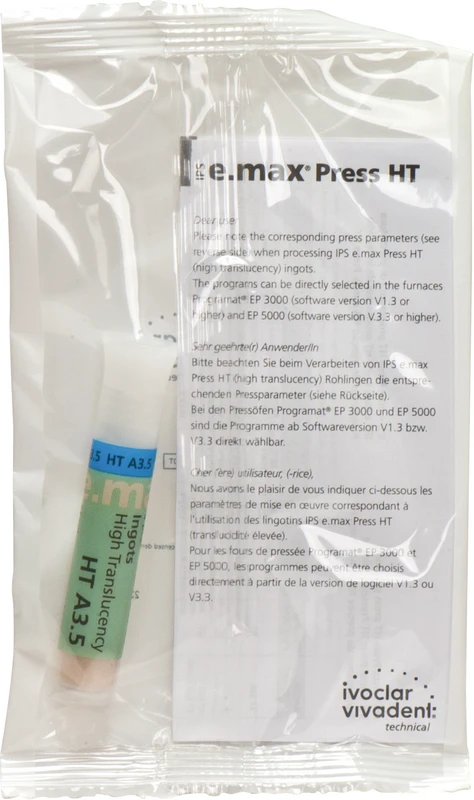 IPS e.max® Press HT
Dear user
Please note the corresponding press parameters (see
reverse side) when processing IPS e.max Press HT
(high translucency) ingots.
The programs can be directly selected in the furnaces
Programat® EP 3000 (software version V1.3 or
higher) and EP 5000 (software version V.3.3 or higher).
Sehr geehrte(r) AnwenderIn
Bitte beachten Sie beim Verarbeiten von IPS e.max
Press HT (high translucency) Rohlingen die entspre-
chenden Pressparameter (siehe Rückseite).
Bei den Pressöfen Programat® EP 3000 und EP 5000
sind die Programme ab Softwareversion V1.3 bzw.
V3.3 direkt wählbar.
Cher (ère) utilisateur, (-rice),
Nous avons le plaisir de vous indiquer ci-dessous les
paramètres de mise en œuvre correspondant à
l'utilisation des lingotins IPS e.max Press HT
(translucidité élevée).
Pour les fours de pressée Programat® EP 3000 et
EP 5000, les programmes peuvent être choisis
directement à partir de la version de logiciel V1.3 ou
V3.3.
ivoclar
vivadent:
technical
.5 HT A3.5
e.ma
Ingots
High Translucency
HT A3.5